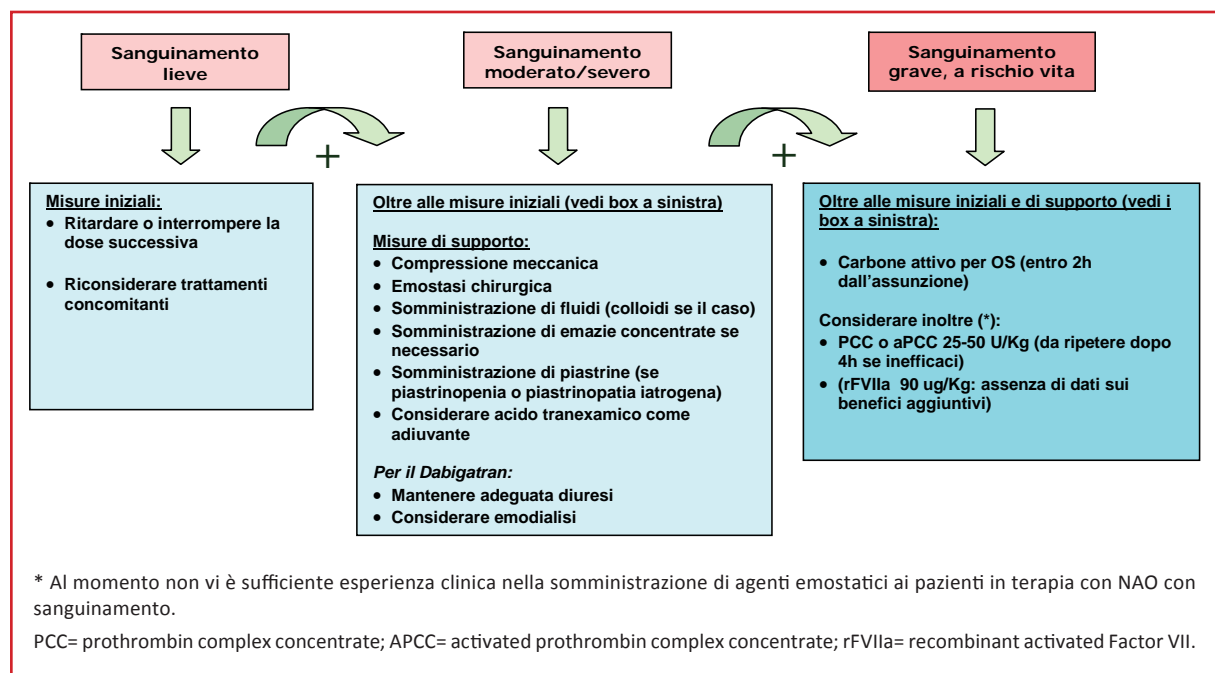 Sanguinamento
lieve
Sanguinamento
moderato/severo
Sanguinamento
grave, a rischio vita
+
+
Misure iniziali:
• Ritardare o interrompere la
dose successiva
• Riconsiderare trattamenti
concomitanti
Oltre alle misure iniziali (vedi box a sinistra)
Misure di supporto:
• Compressione meccanica
• Emostasi chirurgica
• Somministrazione di fluidi (colloidi se il caso)
• Somministrazione di emazie concentrate se
necessario
• Somministrazione di piastrine (se
piastrinopenia o piastrinopatia iatrogena)
• Considerare acido tranexamico come
adiuvante
Per il Dabigatran:
• Mantenere adeguata diuresi
• Considerare emodialisi
Oltre alle misure iniziali e di supporto (vedi i
box a sinistra):
• Carbone attivo per OS (entro 2h
dall'assunzione)
Considerare inoltre (*):
• PCC o aPCC 25-50 U/Kg (da ripetere dopo
4h se inefficaci)
• (rFVIIa 90 ug/Kg: assenza di dati sui
benefici aggiuntivi)
* Al momento non vi è sufficiente esperienza clinica nella somministrazione di agenti emostatici ai pazienti in terapia con NAO con
sanguinamento.
PCC= prothrombin complex concentrate; APCC= activated prothrombin complex concentrate; rFVIIa= recombinant activated Factor VII.